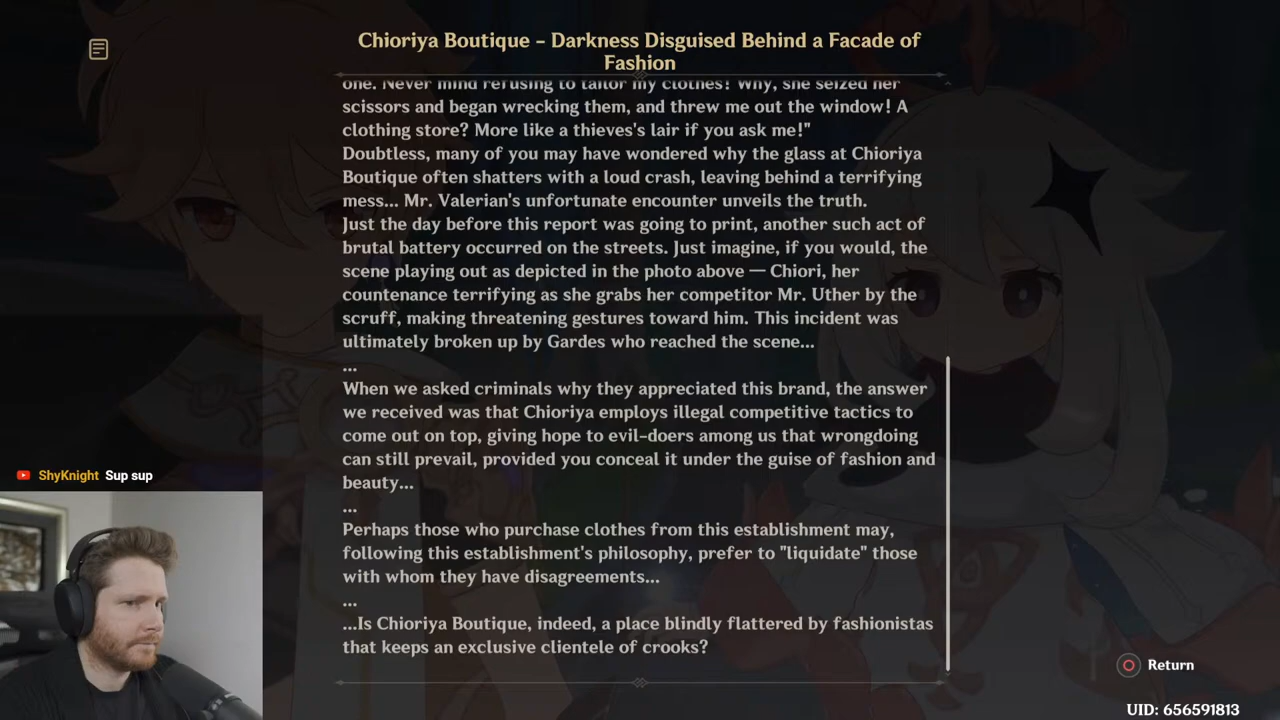 Chioriya Boutique - Darkness Disguised Behind a Facade of
Fashion
one. Never mind refusing to tailor my clothes! Why, she seized her
scissors and began wrecking them, and threw me out the window! A
clothing store? More like a thieves's lair if you ask me!"
Doubtless, many of you may have wondered why the glass at Chioriya
Boutique often shatters with a loud crash, leaving behind a terrifying
mess... Mr. Valerian's unfortunate encounter unveils the truth.
Just the day before this report was going to print, another such act of
brutal battery occurred on the streets. Just imagine, if you would, the
scene playing out as depicted in the photo above — Chiori, her
countenance terrifying as she grabs her competitor Mr. Uther by the
scruff, making threatening gestures toward him. This incident was
ultimately broken up by Gardes who reached the scene...
...
When we asked criminals why they appreciated this brand, the answer
we received was that Chioriya employs illegal competitive tactics to
come out on top, giving hope to evil-doers among us that wrongdoing
can still prevail, provided you conceal it under the guise of fashion and
beauty...
...
Perhaps those who purchase clothes from this establishment may,
following this establishment's philosophy, prefer to "liquidate" those
with whom they have disagreements...
...
...Is Chioriya Boutique, indeed, a place blindly flattered by fashionistas
that keeps an exclusive clientele of crooks?
ShyKnight Sup sup
Return
UID: 656591813